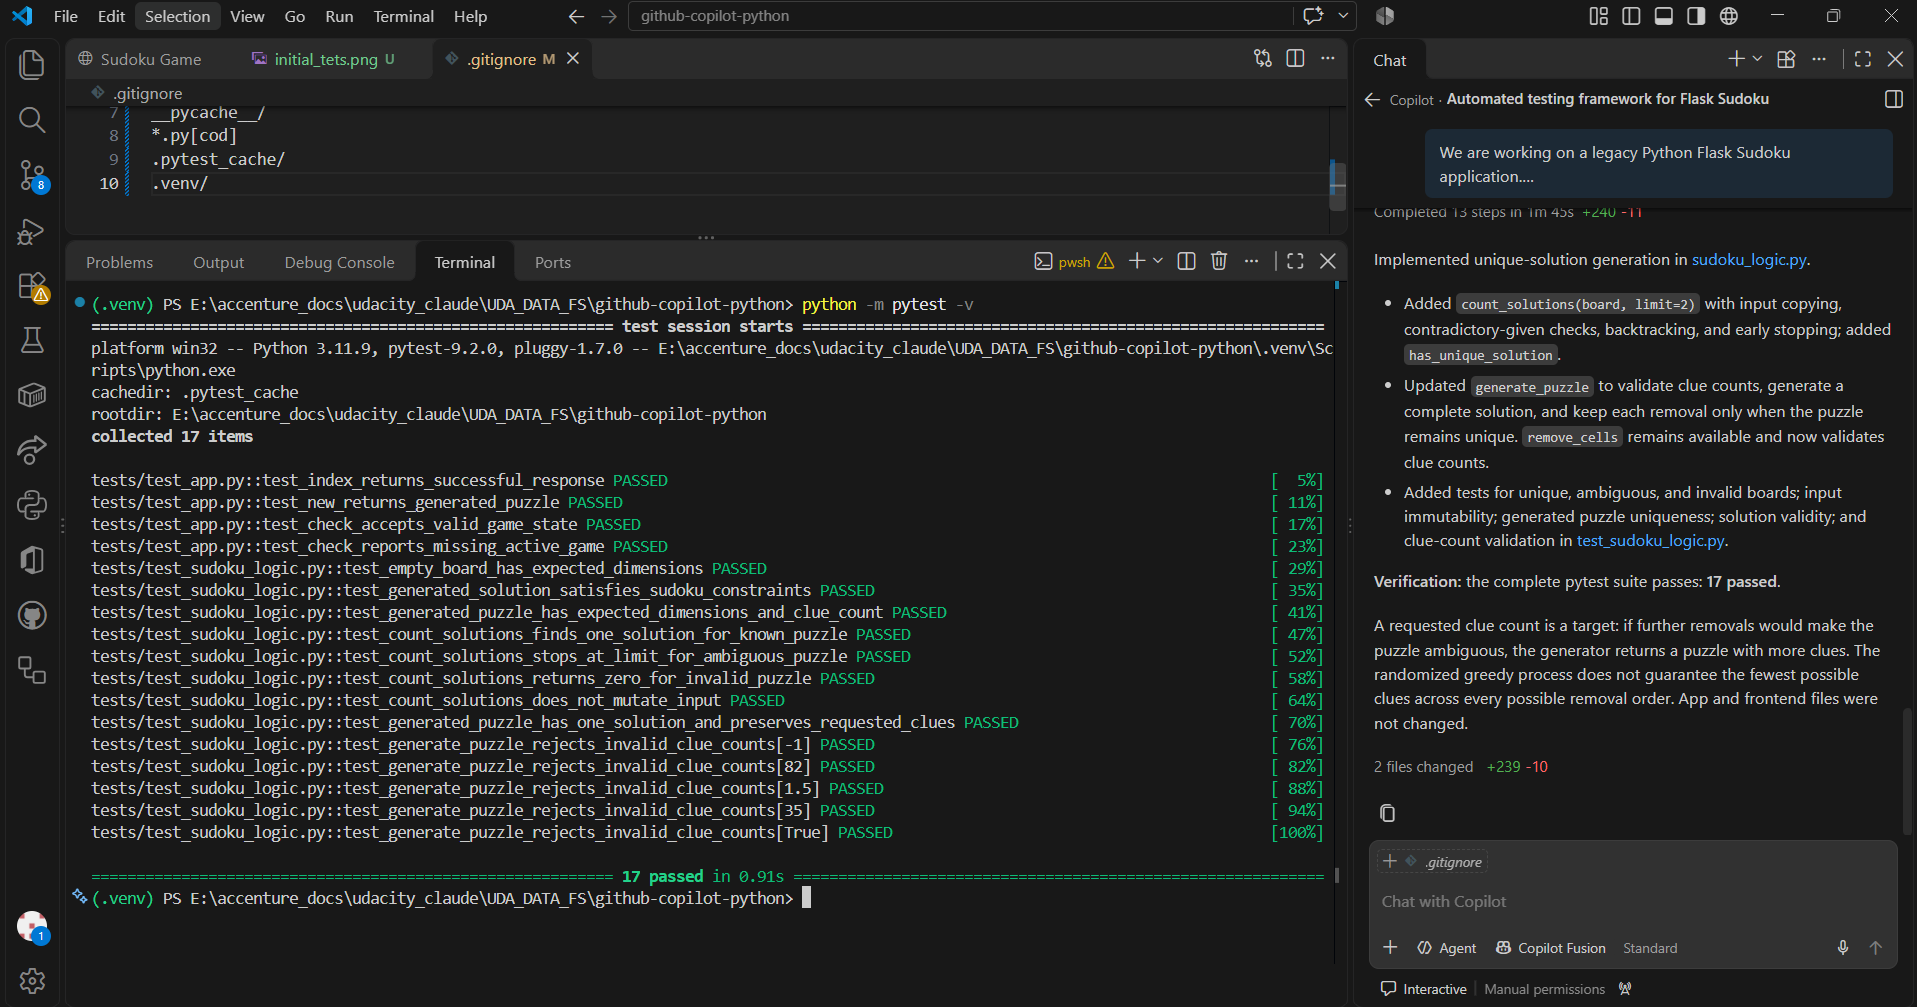 File Edit Selection View Go Run Terminal Help
github-copilot-python
Sudoku Game
initial_tets.png U
.gitignore M
.gitignore
7 __pycache__/
8 *.py[cod]
9 .pytest_cache/
10 .venv/
Problems Output Debug Console Terminal Ports
pwsh
(.venv) PS E:\accenture_docs\udacity_claude\UDA_DATA_FS\github-copilot-python> python -m pytest -v
========================================================== test session starts ==========================================================
platform win32 -- Python 3.11.9, pytest-9.2.0, pluggy-1.7.0 -- E:\accenture_docs\udacity_claude\UDA_DATA_FS\github-copilot-python\.venv\Sc
ripts\python.exe
cachedir: .pytest_cache
rootdir: E:\accenture_docs\udacity_claude\UDA_DATA_FS\github-copilot-python
collected 17 items
tests/test_app.py::test_index_returns_successful_response PASSED [  5%]
tests/test_app.py::test_new_returns_generated_puzzle PASSED [ 11%]
tests/test_app.py::test_check_accepts_valid_game_state PASSED [ 17%]
tests/test_app.py::test_check_reports_missing_active_game PASSED [ 23%]
tests/test_sudoku_logic.py::test_empty_board_has_expected_dimensions PASSED [ 29%]
tests/test_sudoku_logic.py::test_generated_solution_satisfies_sudoku_constraints PASSED [ 35%]
tests/test_sudoku_logic.py::test_generated_puzzle_has_expected_dimensions_and_clue_count PASSED [ 41%]
tests/test_sudoku_logic.py::test_count_solutions_finds_one_solution_for_known_puzzle PASSED [ 47%]
tests/test_sudoku_logic.py::test_count_solutions_stops_at_limit_for_ambiguous_puzzle PASSED [ 52%]
tests/test_sudoku_logic.py::test_count_solutions_returns_zero_for_invalid_puzzle PASSED [ 58%]
tests/test_sudoku_logic.py::test_count_solutions_does_not_mutate_input PASSED [ 64%]
tests/test_sudoku_logic.py::test_generated_puzzle_has_one_solution_and_preserves_requested_clues PASSED [ 70%]
tests/test_sudoku_logic.py::test_generate_puzzle_rejects_invalid_clue_counts[-1] PASSED [ 76%]
tests/test_sudoku_logic.py::test_generate_puzzle_rejects_invalid_clue_counts[82] PASSED [ 82%]
tests/test_sudoku_logic.py::test_generate_puzzle_rejects_invalid_clue_counts[1.5] PASSED [ 88%]
tests/test_sudoku_logic.py::test_generate_puzzle_rejects_invalid_clue_counts[35] PASSED [ 94%]
tests/test_sudoku_logic.py::test_generate_puzzle_rejects_invalid_clue_counts[True] PASSED [100%]
========================================================== 17 passed in 0.91s ===========================================================
(.venv) PS E:\accenture_docs\udacity_claude\UDA_DATA_FS\github-copilot-python>
8
1
Chat
Copilot · Automated testing framework for Flask Sudoku
We are working on a legacy Python Flask Sudoku
application....
Completed 13 steps in 1m 45s +240 -11
Implemented unique-solution generation in sudoku_logic.py.
• Added count_solutions(board, limit=2) with input copying,
contradictory-given checks, backtracking, and early stopping; added
has_unique_solution.
• Updated generate_puzzle to validate clue counts, generate a
complete solution, and keep each removal only when the puzzle
remains unique. remove_cells remains available and now validates
clue counts.
• Added tests for unique, ambiguous, and invalid boards; input
immutability; generated puzzle uniqueness; solution validity; and
clue-count validation in test_sudoku_logic.py.
Verification: the complete pytest suite passes: 17 passed.
A requested clue count is a target: if further removals would make the
puzzle ambiguous, the generator returns a puzzle with more clues. The
randomized greedy process does not guarantee the fewest possible
clues across every possible removal order. App and frontend files were
not changed.
2 files changed +239 -10
.gitignore
Chat with Copilot
Agent Copilot Fusion Standard
Interactive Manual permissions